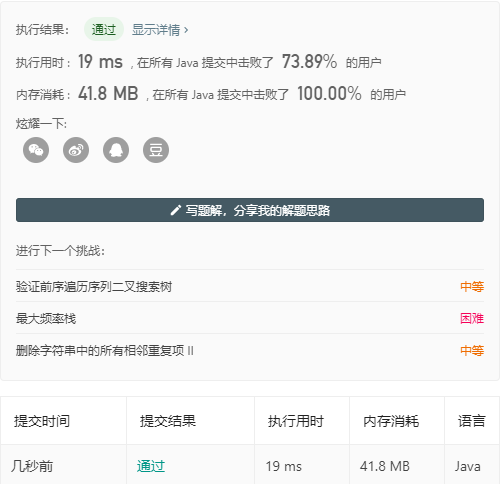 执行结果： 通过 显示详情 ›
执行用时 : 19 ms , 在所有 Java 提交中击败了 73.89% 的用户
内存消耗 : 41.8 MB , 在所有 Java 提交中击败了 100.00% 的用户
炫耀一下:
豆
写题解，分享我的解题思路
进行下一个挑战：
验证前序遍历序列二叉搜索树 中等
最大频率栈 困难
删除字符串中的所有相邻重复项 II 中等
提交时间 提交结果 执行用时 内存消耗 语言
几秒前 通过 19 ms 41.8 MB Java